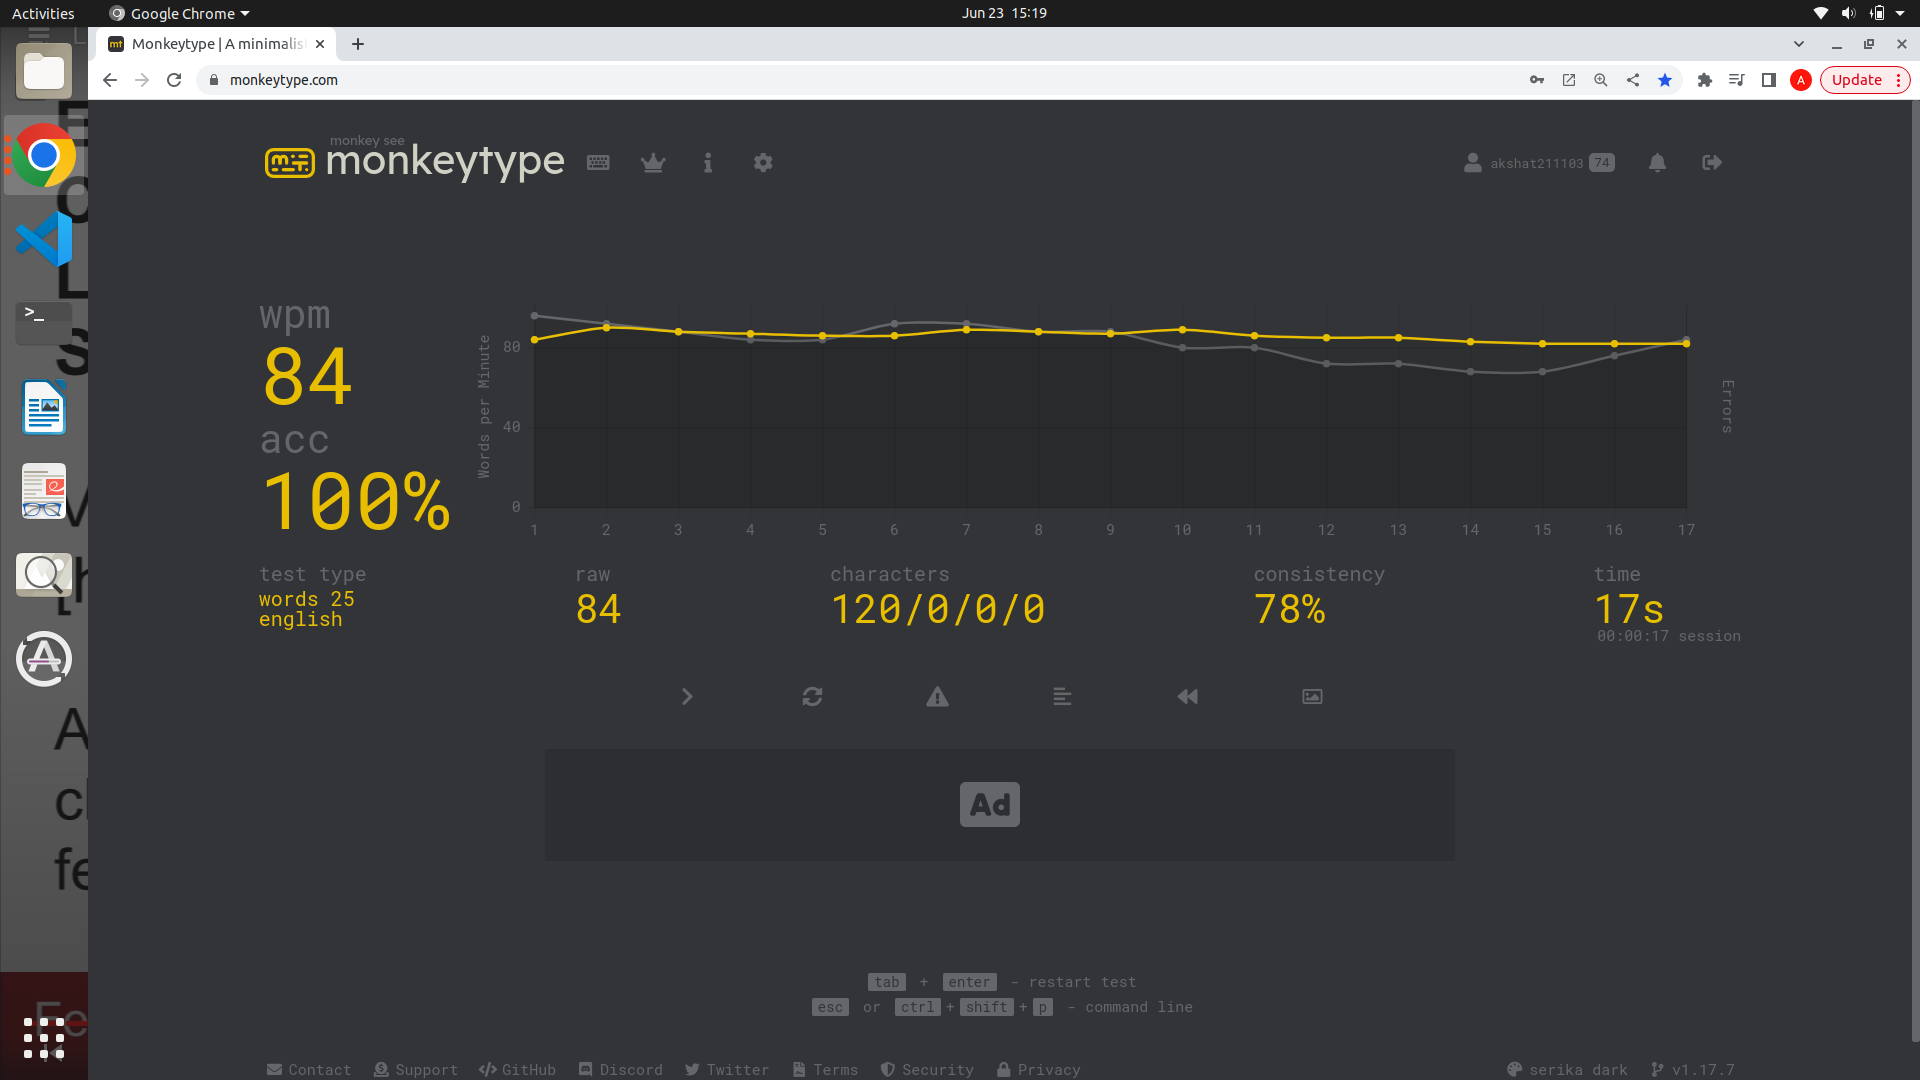 Activities
Google Chrome
Jun 23 15:19
Monkeytype | A minimalis
monkeytype.com
A
Update
monkey see
monkeytype
akshat211103 74
wpm
84
acc
100%
Words per Minute
80
40
0
1 2 3 4 5 6 7 8 9 10 11 12 13 14 15 16 17
Errors
test type
words 25
english
raw
84
characters
120/0/0/0
consistency
78%
time
17s
00:00:17 session
Ad
tab + enter - restart test
esc or ctrl + shift + p - command line
Contact Support GitHub Discord Twitter Terms Security Privacy
serika dark v1.17.7